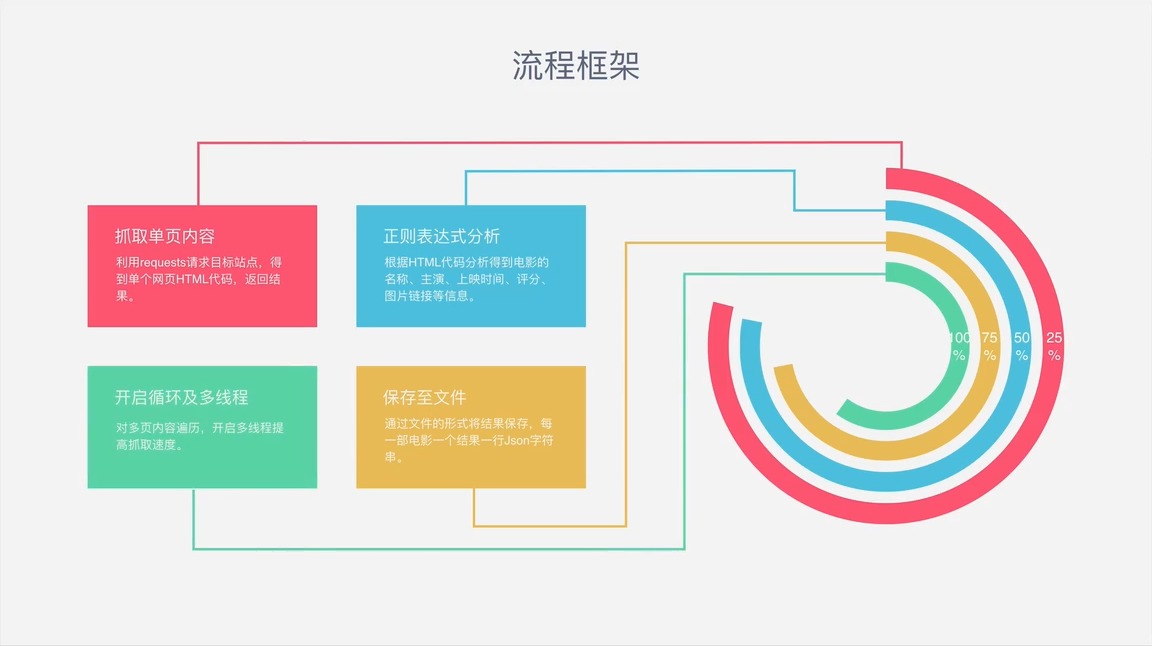 流程框架
抓取单页内容
利用requests请求目标站点，得
到单个网页HTML代码，返回结
果。
正则表达式分析
根据HTML代码分析得到电影的
名称、主演、上映时间、评分、
图片链接等信息。
开启循环及多线程
对多页内容遍历，开启多线程提
高抓取速度。
保存至文件
通过文件的形式将结果保存，每
一部电影一个结果一行Json字符
串。
100
%
75
%
50
%
25
%